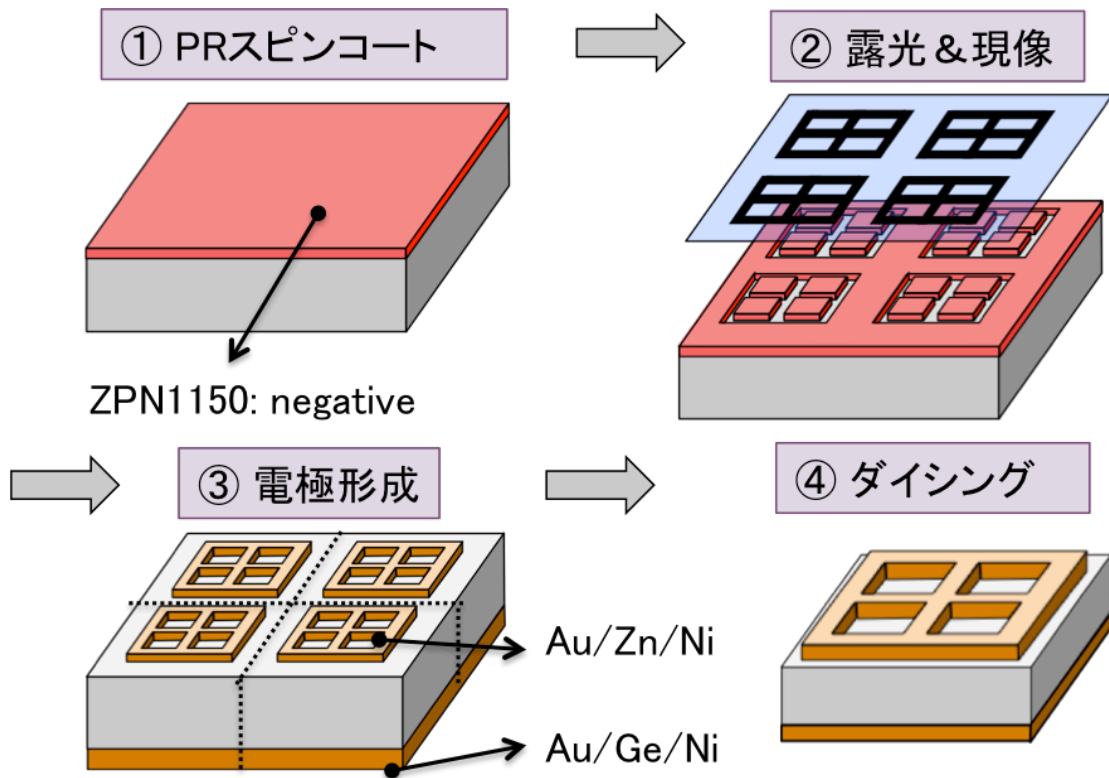 ① PRスピンコート
② 露光&現像
ZPN1150: negative
③ 電極形成
④ ダイシング
Au/Zn/Ni
Au/Ge/Ni